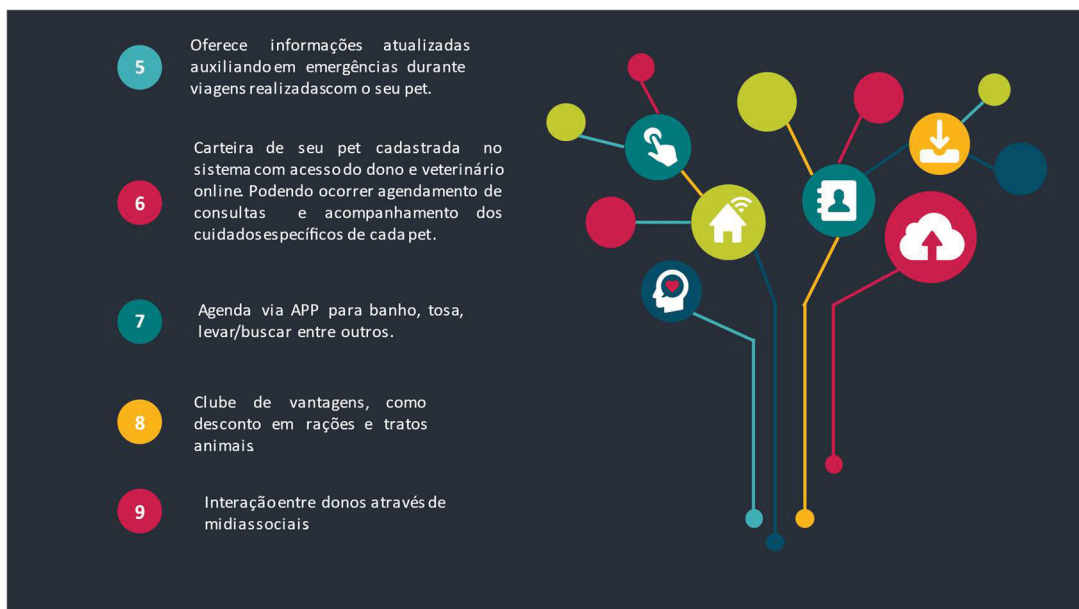 5
Oferece informações atualizadas
auxiliando em emergências durante
viagens realizadas com o seu pet.
6
Carteira de seu pet cadastrada no
sistema com acesso do dono e veterinário
online. Podendo ocorrer agendamento de
consultas e acompanhamento dos
cuidados específicos de cada pet.
7
Agenda via APP para banho, tosa,
levar/buscar entre outros.
8
Clube de vantagens, como
desconto em rações e tratos
animais.
9
Interação entre donos através de
midias sociais